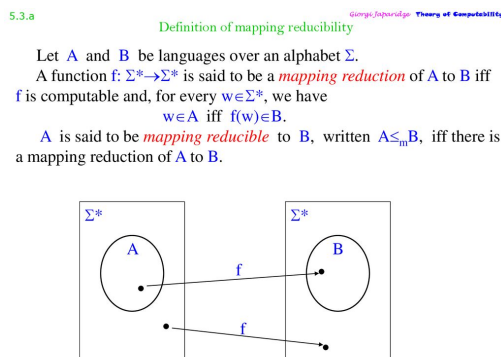 5.3.a
Giorgi Japaridze Theory of Computability
Definition of mapping reducibility
Let A and B be languages over an alphabet Σ.
A function f: Σ*→Σ* is said to be a mapping reduction of A to B iff
f is computable and, for every w∈Σ*, we have
w∈A iff f(w)∈B.
A is said to be mapping reducible to B, written A≤mB, iff there is
a mapping reduction of A to B.
Σ* Σ*
A B
f
f